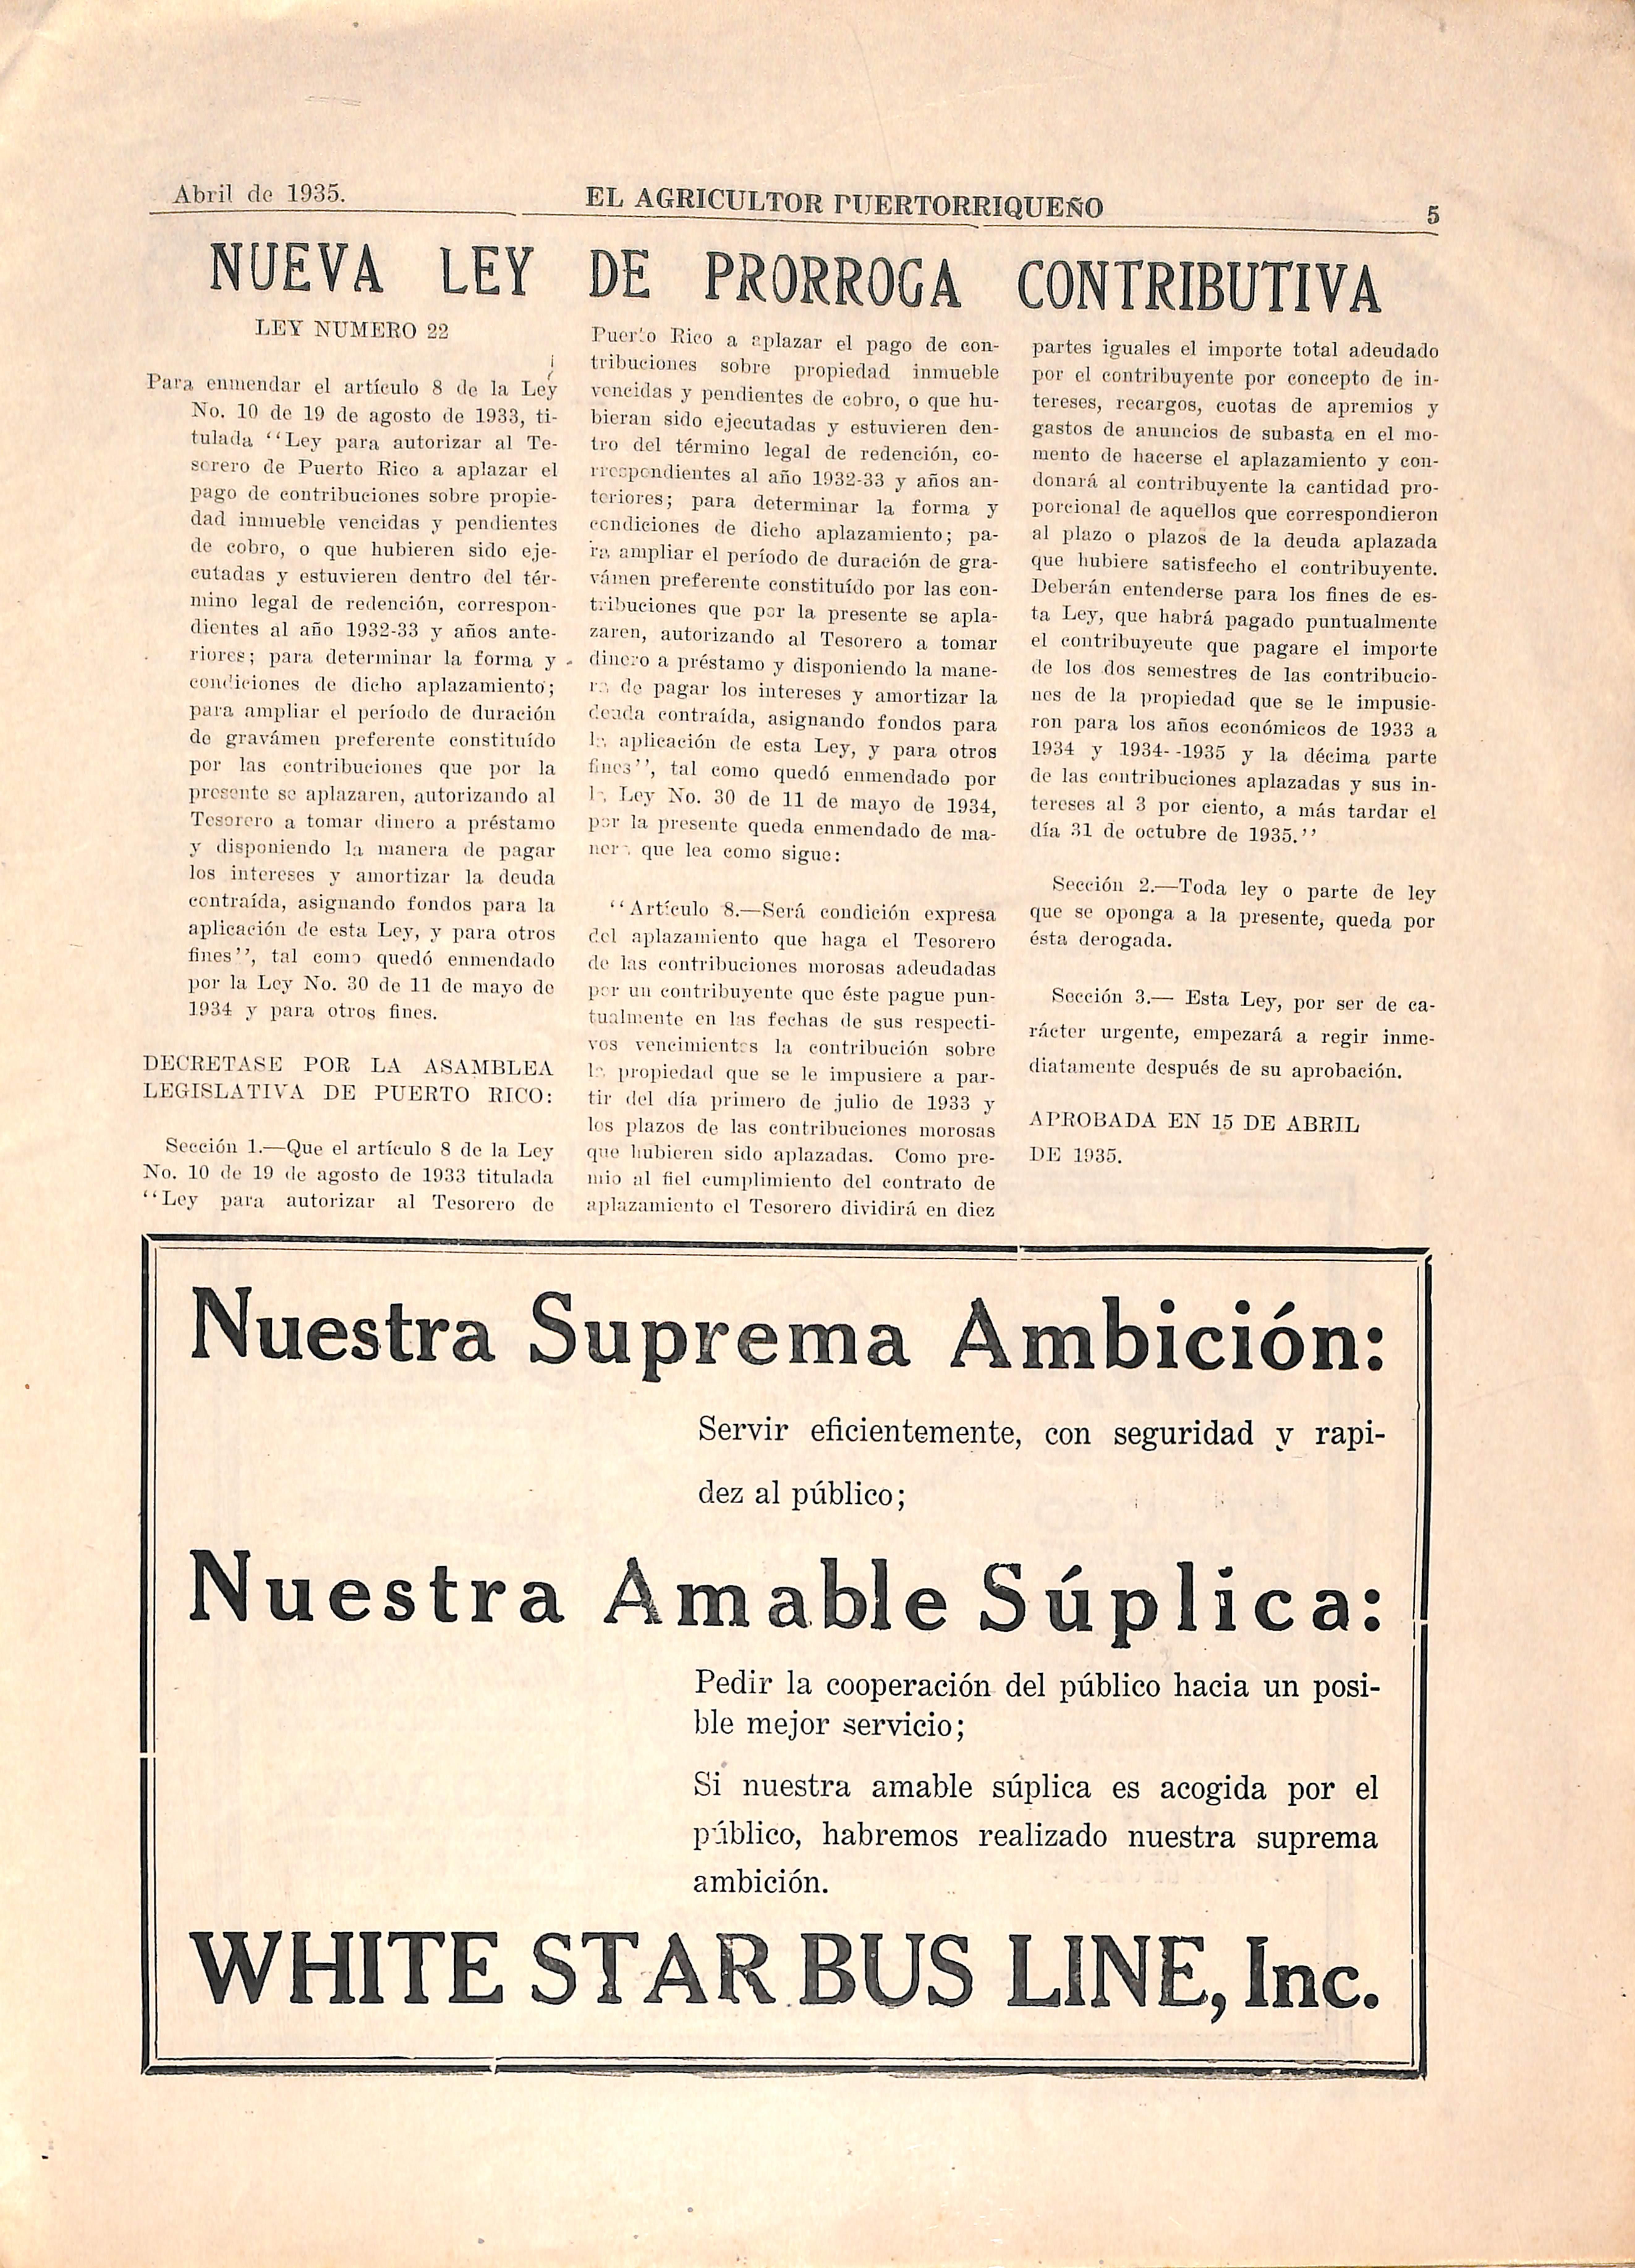 Abril de 1935.
EL AGRICULTOR PUERTORRIQUEÑO
5
NUEVA LEY DE PRORROGA CONTRIBUTIVA
LEY NUMERO 22
Para enmendar el artículo 8 de la Ley
No. 10 de 19 de agosto de 1933, ti-
tulada "Ley para autorizar al Te-
sorero de Puerto Rico a aplazar el
pago de contribuciones sobre propie-
dad inmueble vencidas y pendientes
de cobro, o que hubieren sido eje-
cutadas y estuvieren dentro del tér-
mino legal de redención, correspon-
dientes al año 1932-33 y años ante-
riores; para determinar la forma y
condiciones de dicho aplazamiento;
para ampliar el período de duración
de gravámen preferente constituído
por las contribuciones que por la
presente se aplazaren, autorizando al
Tesorero a tomar dinero a préstamo
y disponiendo la manera de pagar
los intereses y amortizar la deuda
contraída, asignando fondos para la
aplicación de esta Ley, y para otros
fines", tal como quedó enmendado
por la Ley No. 30 de 11 de mayo de
1934 y para otros fines.
DECRETASE POR LA ASAMBLEA
LEGISLATIVA DE PUERTO RICO:
Sección 1.—Que el artículo 8 de la Ley
No. 10 de 19 de agosto de 1933 titulada
"Ley para autorizar al Tesorero de
Puerto Rico a aplazar el pago de con-
tribuciones sobre propiedad inmueble
vencidas y pendientes de cobro, o que hu-
bieran sido ejecutadas y estuvieren den-
tro del término legal de redención, co-
rrespondientes al año 1932-33 y años an-
teriores; para determinar la forma y
condiciones de dicho aplazamiento; pa-
ra ampliar el período de duración de gra-
vámen preferente constituído por las con-
tribuciones que por la presente se apla-
zaren, autorizando al Tesorero a tomar
dinero a préstamo y disponiendo la mane-
ra de pagar los intereses y amortizar la
deuda contraída, asignando fondos para
la aplicación de esta Ley, y para otros
fines", tal como quedó enmendado por
la Ley No. 30 de 11 de mayo de 1934,
por la presente queda enmendado de ma-
nera que lea como sigue:
"Artículo 8.—Será condición expresa
del aplazamiento que haga el Tesorero
de las contribuciones morosas adeudadas
por un contribuyente que éste pague pun-
tualmente en las fechas de sus respecti-
vos vencimientos la contribución sobre
la propiedad que se le impusiere a par-
tir del día primero de julio de 1933 y
los plazos de las contribuciones morosas
que hubieren sido aplazadas. Como pre-
mio al fiel cumplimiento del contrato de
aplazamiento el Tesorero dividirá en diez
partes iguales el importe total adeudado
por el contribuyente por concepto de in-
tereses, recargos, cuotas de apremios y
gastos de anuncios de subasta en el mo-
mento de hacerse el aplazamiento y con-
donará al contribuyente la cantidad pro-
porcional de aquellos que correspondieron
al plazo o plazos de la deuda aplazada
que hubiere satisfecho el contribuyente.
Deberán entenderse para los fines de es-
ta Ley, que habrá pagado puntualmente
el contribuyente que pagare el importe
de los dos semestres de las contribucio-
nes de la propiedad que se le impusie-
ron para los años económicos de 1933 a
1934 y 1934--1935 y la décima parte
de las contribuciones aplazadas y sus in-
tereses al 3 por ciento, a más tardar el
día 31 de octubre de 1935."
Sección 2.—Toda ley o parte de ley
que se oponga a la presente, queda por
ésta derogada.
Sección 3.— Esta Ley, por ser de ca-
rácter urgente, empezará a regir inme-
diatamente después de su aprobación.
APROBADA EN 15 DE ABRIL
DE 1935.
Nuestra Suprema Ambición:
Servir eficientemente, con seguridad y rapi-
dez al público;
Nuestra Amable Súplica:
Pedir la cooperación del público hacia un posi-
ble mejor servicio;
Si nuestra amable súplica es acogida por el
público, habremos realizado nuestra suprema
ambición.
WHITE STAR BUS LINE, Inc.